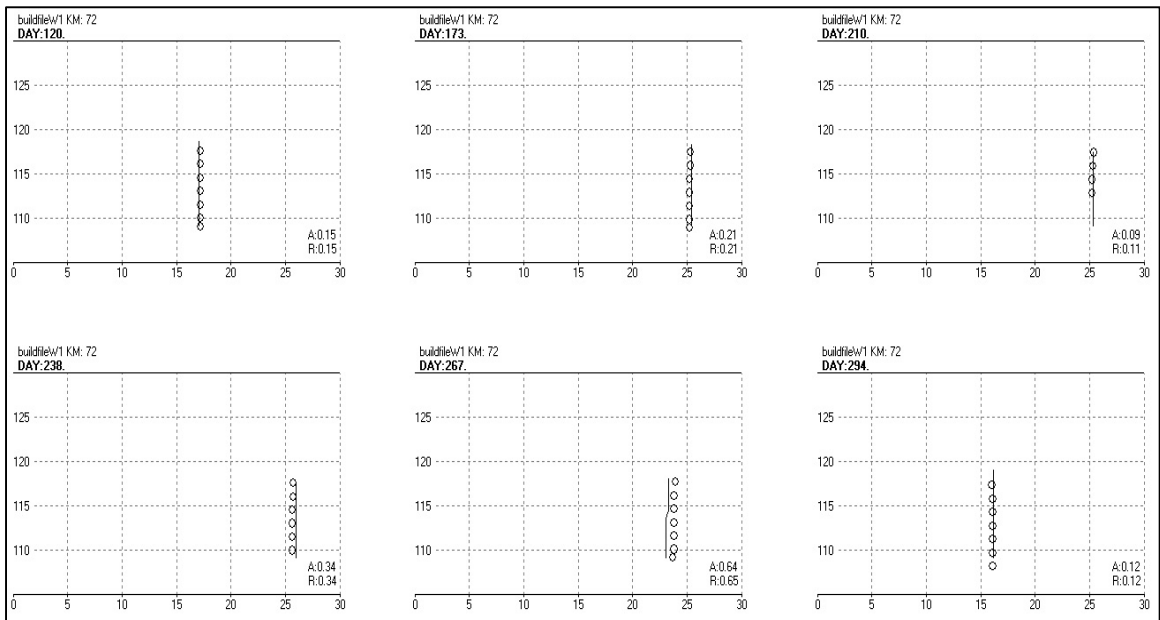 buildfileW1 KM: 72
DAY:120.
125
120
115
110
A:0.15
R:0.15
0 5 10 15 20 25 30
buildfileW1 KM: 72
DAY:173.
125
120
115
110
A:0.21
R:0.21
0 5 10 15 20 25 30
buildfileW1 KM: 72
DAY:210.
125
120
115
110
A:0.09
R:0.11
0 5 10 15 20 25 30
buildfileW1 KM: 72
DAY:238.
125
120
115
110
A:0.34
R:0.34
0 5 10 15 20 25 30
buildfileW1 KM: 72
DAY:267.
125
120
115
110
A:0.64
R:0.65
0 5 10 15 20 25 30
buildfileW1 KM: 72
DAY:294.
125
120
115
110
A:0.12
R:0.12
0 5 10 15 20 25 30